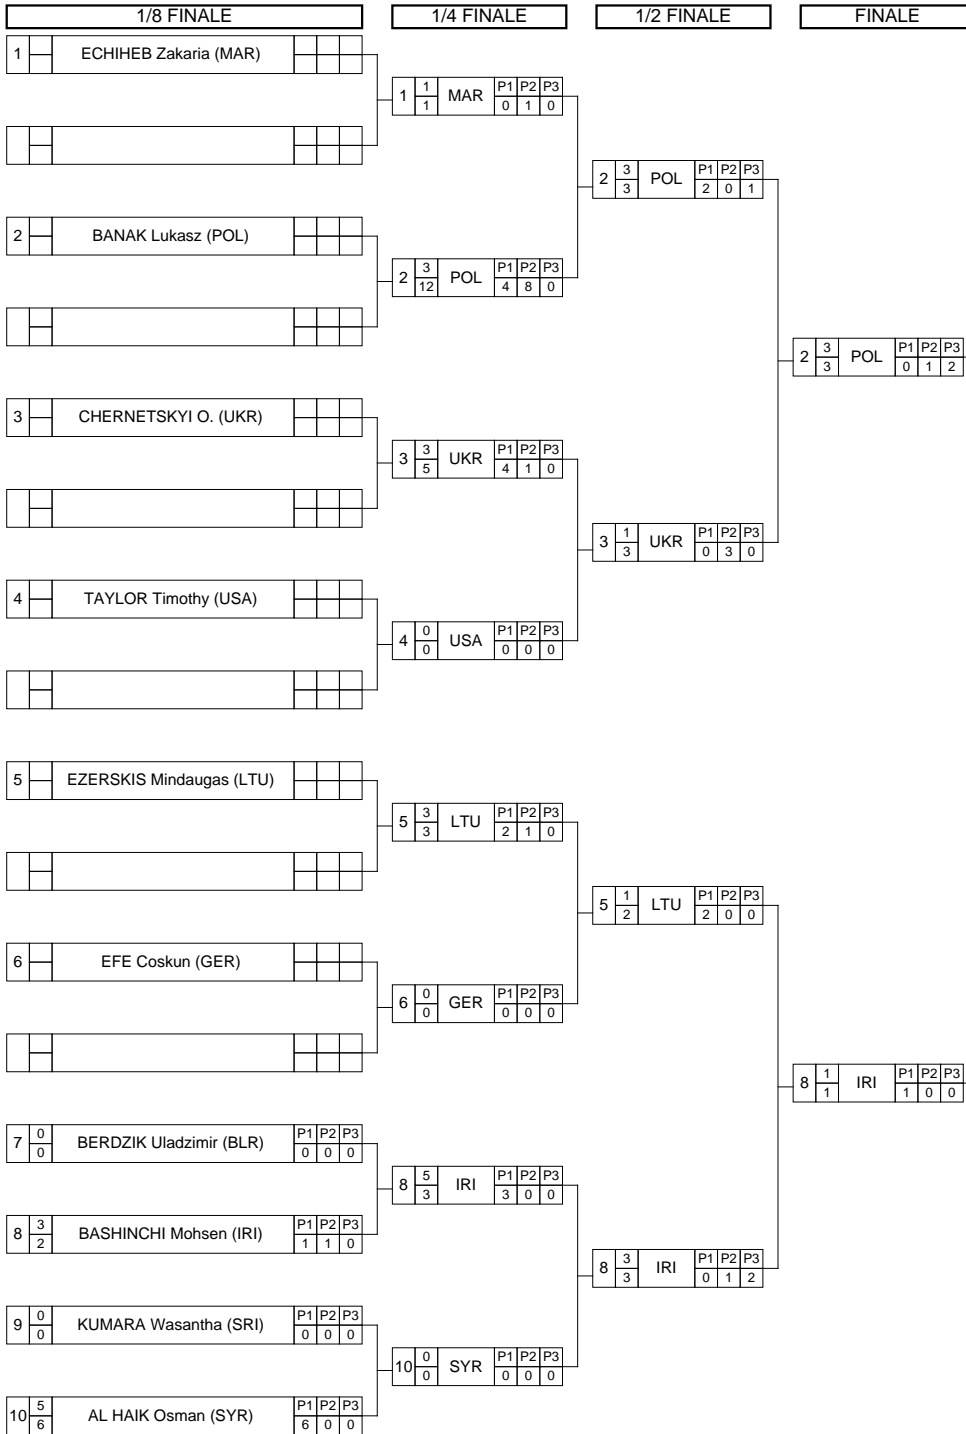 1/8 FINALE 1/4 FINALE 1/2 FINALE FINALE
1 ECHIHEB Zakaria (MAR)
1 1 MAR P1 P2 P3
1 0 1 0
2 3 POL P1 P2 P3
3 2 0 1
2 BANAK Lukasz (POL)
2 3 POL P1 P2 P3
12 4 8 0
2 3 POL P1 P2 P3
3 0 1 2
3 CHERNETSKYI O. (UKR)
3 3 UKR P1 P2 P3
5 4 1 0
3 1 UKR P1 P2 P3
3 0 3 0
4 TAYLOR Timothy (USA)
4 0 USA P1 P2 P3
0 0 0 0
5 EZERSKIS Mindaugas (LTU)
5 3 LTU P1 P2 P3
3 2 1 0
5 1 LTU P1 P2 P3
2 2 0 0
6 EFE Coskun (GER)
6 0 GER P1 P2 P3
0 0 0 0
8 1 IRI P1 P2 P3
1 1 0 0
7 0 BERDZIK Uladzimir (BLR) P1 P2 P3
0 0 0 0
8 5 IRI P1 P2 P3
3 3 0 0
8 3 BASHINCHI Mohsen (IRI) P1 P2 P3
2 1 1 0
8 3 IRI P1 P2 P3
3 0 1 2
9 0 KUMARA Wasantha (SRI) P1 P2 P3
0 0 0 0
10 0 SYR P1 P2 P3
0 0 0 0
10 5 AL HAIK Osman (SYR) P1 P2 P3
6 6 0 0